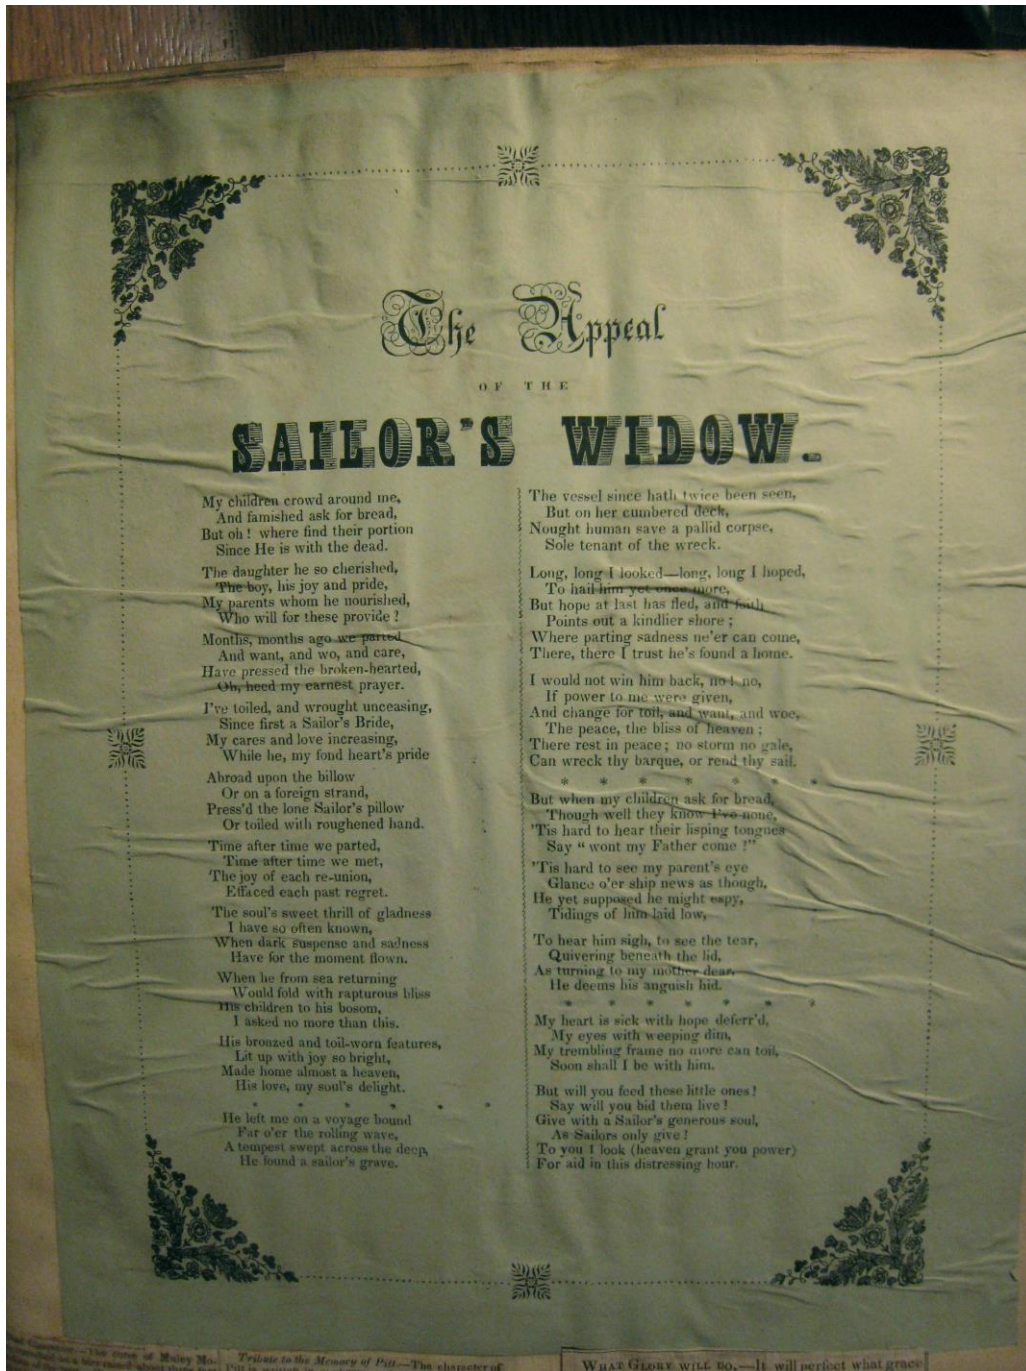 The Appeal
OF THE
SAILOR'S WIDOW.
My children crowd around me,
And famished ask for bread,
But oh! where find their portion
Since He is with the dead.
The daughter he so cherished,
The boy, his joy and pride,
My parents whom he nourished,
Who will for these provide?
Months, months ago we parted
And want, and wo, and care,
Have pressed the broken-hearted,
Oh, heed my earnest prayer.
I've toiled, and wrought unceasing,
Since first a Sailor's Bride,
My cares and love increasing,
While he, my fond heart's pride
Abroad upon the billow
Or on a foreign strand,
Press'd the lone Sailor's pillow
Or toiled with roughened hand.
Time after time we parted,
Time after time we met,
The joy of each re-union,
Effaced each past regret.
The soul's sweet thrill of gladness
I have so often known,
When dark suspense and sadness
Have for the moment flown.
When he from sea returning
Would fold with rapturous bliss
His children to his bosom,
I asked no more than this.
His bronzed and toil-worn features,
Lit up with joy so bright,
Made home almost a heaven,
His love, my soul's delight.
* * * * * *
He left me on a voyage bound
Far o'er the rolling wave,
A tempest swept across the deep,
He found a sailor's grave.
The vessel since hath twice been seen,
But on her cumbered deck,
Nought human save a pallid corpse,
Sole tenant of the wreck.
Long, long I looked—long, long I hoped,
To hail him yet once more,
But hope at last has fled, and faith
Points out a kindlier shore;
Where parting sadness ne'er can come,
There, there I trust he's found a home.
I would not win him back, no! no,
If power to me were given,
And change for toil, and want, and woe,
The peace, the bliss of heaven;
There rest in peace; no storm no gale,
Can wreck thy barque, or rend thy sail.
* * * * * * *
But when my children ask for bread,
Though well they know I've none,
'Tis hard to hear their lisping tongues
Say "wont my Father come?"
'Tis hard to see my parent's eye
Glance o'er ship news as though,
He yet supposed he might espy,
Tidings of him laid low,
To hear him sigh, to see the tear,
Quivering beneath the lid,
As turning to my mother dear,
He deems his anguish hid.
* * * * * * *
My heart is sick with hope deferr'd,
My eyes with weeping dim,
My trembling frame no more can toil,
Soon shall I be with him.
But will you feed these little ones!
Say will you bid them live!
Give with a Sailor's generous soul,
As Sailors only give!
To you I look (heaven grant you power)
For aid in this distressing hour.
The curse of Muley Mo-
Tribute to the Memory of Pitt.—The character of
WHAT GLORY WILL DO,—It will perfect what grace